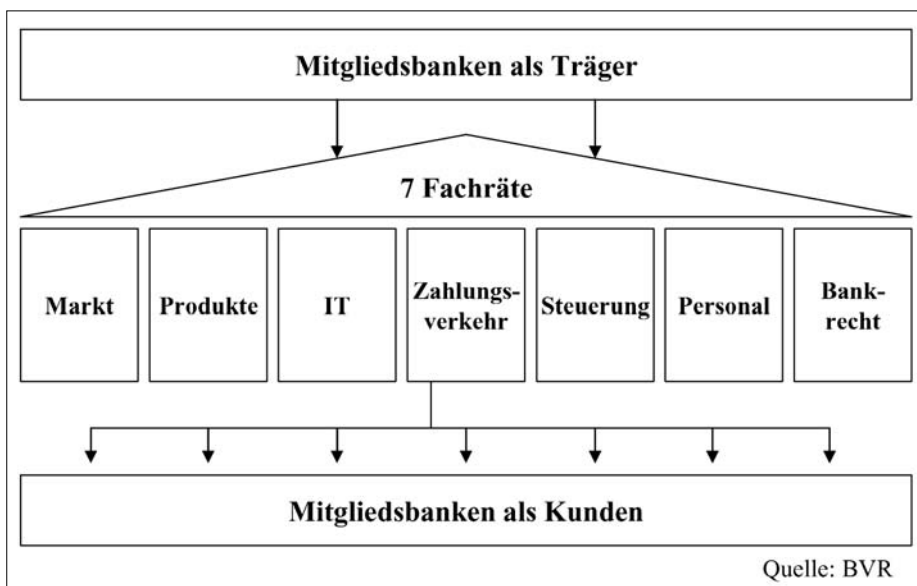 Mitgliedsbanken als Träger
7 Fachräte
Markt
Produkte
IT
Zahlungs-
verkehr
Steuerung
Personal
Bank-
recht
Mitgliedsbanken als Kunden
Quelle: BVR